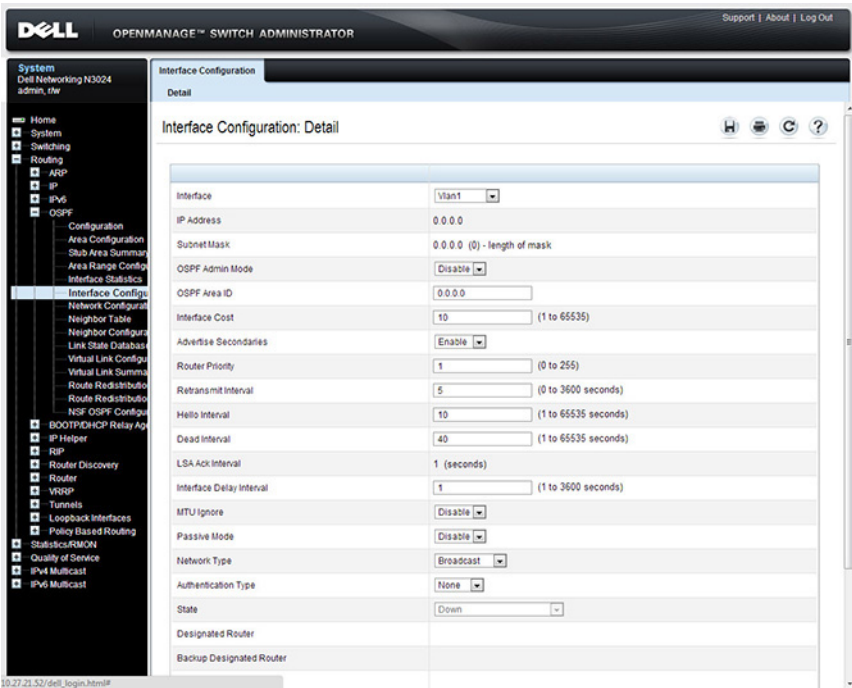 Support | About | Log Out
DELL OPENMANAGE™ SWITCH ADMINISTRATOR
System
Dell Networking N3024
admin, r/w
Home
System
Switching
Routing
ARP
IP
IPv6
OSPF
Configuration
Area Configuration
Stub Area Summary
Area Range Config
Interface Statistics
Interface Configu
Network Configurat
Neighbor Table
Neighbor Configura
Link State Databas
Virtual Link Configu
Virtual Link Summa
Route Redistributio
Route Redistributio
NSF OSPF Configur
BOOTP/DHCP Relay Age
IP Helper
RIP
Router Discovery
Router
VRRP
Tunnels
Loopback Interfaces
Policy Based Routing
Statistics/RMON
Quality of Service
IPv4 Multicast
IPv6 Multicast
Interface Configuration
Detail
Interface Configuration: Detail
Interface Vlan1
IP Address 0.0.0.0
Subnet Mask 0.0.0.0 (0) - length of mask
OSPF Admin Mode Disable
OSPF Area ID 0.0.0.0
Interface Cost 10 (1 to 65535)
Advertise Secondaries Enable
Router Priority 1 (0 to 255)
Retransmit Interval 5 (0 to 3600 seconds)
Hello Interval 10 (1 to 65535 seconds)
Dead Interval 40 (1 to 65535 seconds)
LSA Ack Interval 1 (seconds)
Interface Delay Interval 1 (1 to 3600 seconds)
MTU Ignore Disable
Passive Mode Disable
Network Type Broadcast
Authentication Type None
State Down
Designated Router
Backup Designated Router
10.27.21.52/dell_login.html#